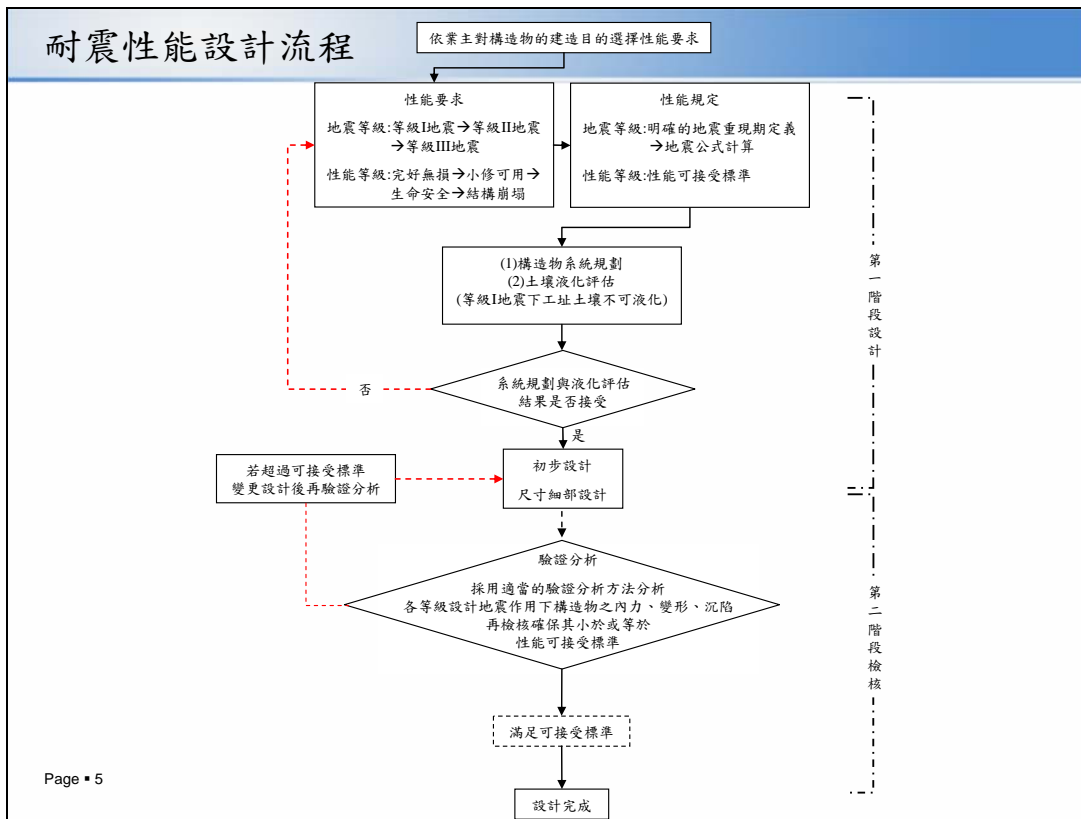 耐震性能設計流程
依業主對構造物的建造目的選擇性能要求
性能要求
地震等級:等級I地震→等級II地震
→等級III地震
性能等級:完好無損→小修可用→
生命安全→結構崩塌
性能規定
地震等級:明確的地震重現期定義
→地震公式計算
性能等級:性能可接受標準
(1)構造物系統規劃
(2)土壤液化評估
(等級I地震下工址土壤不可液化)
第一階段設計
系統規劃與液化評估
結果是否接受
否
是
初步設計
尺寸細部設計
若超過可接受標準
變更設計後再驗證分析
驗證分析
採用適當的驗證分析方法分析
各等級設計地震作用下構造物之內力、變形、沉陷
再檢核確保其小於或等於
性能可接受標準
第二階段檢核
滿足可接受標準
設計完成
Page ▪ 5